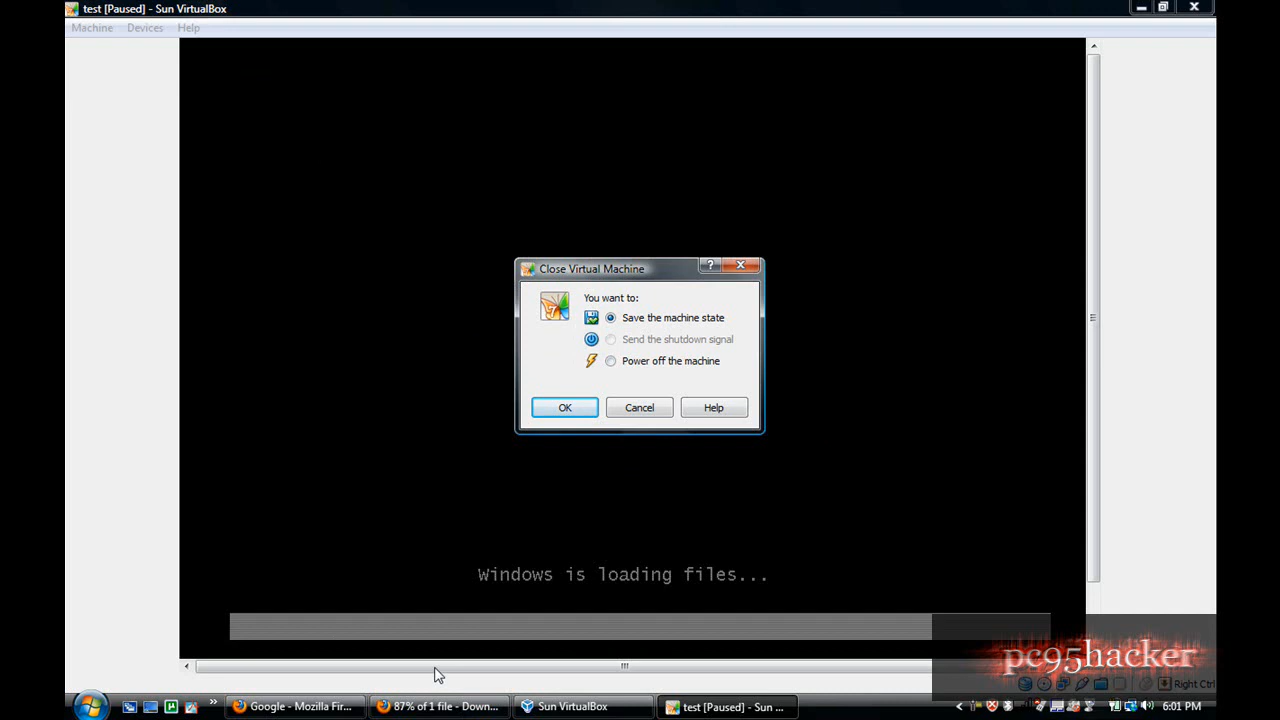 test [Paused] - Sun VirtualBox
Machine Devices Help
Close Virtual Machine
You want to:
Save the machine state
Send the shutdown signal
Power off the machine
OK Cancel Help
Windows is loading files...
pc95hacker
Right Ctrl
Google - Mozilla Fir... 87% of 1 file - Down... Sun VirtualBox test [Paused] - Sun ... 6:01 PM